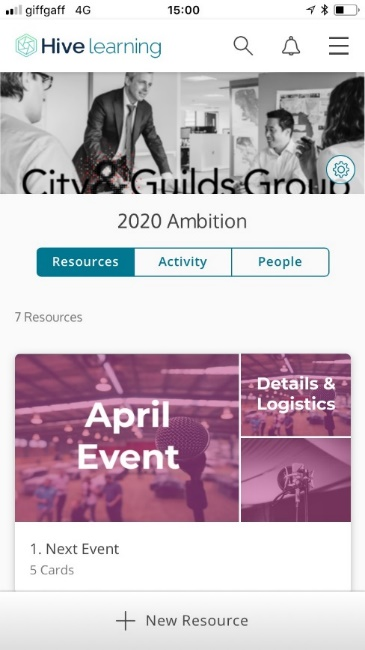 giffgaff 4G 15:00
Hive learning
City&Guilds Group
2020 Ambition
Resources Activity People
7 Resources
April
Event
Details &
Logistics
1. Next Event
5 Cards
New Resource